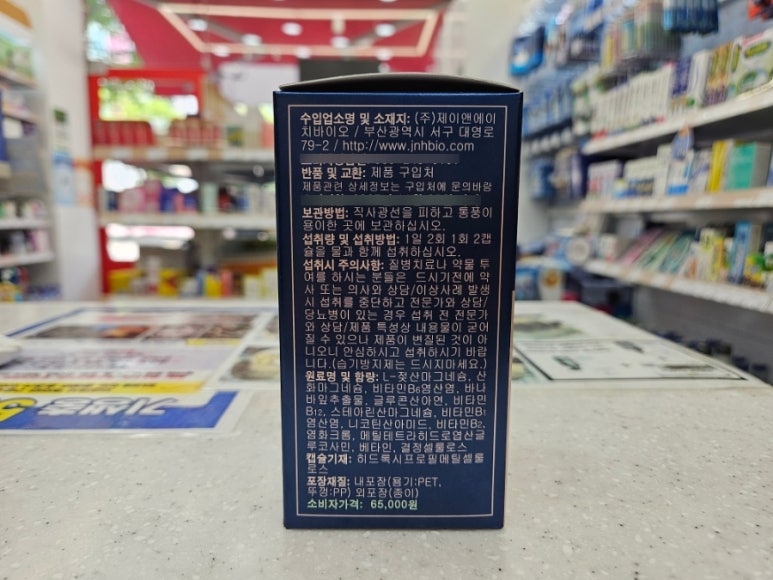 수입업소명 및 소재지: (주)제이앤에이
치바이오 / 부산광역시 서구 대영로
79-2 / http://www.jnhbio.com
반품 및 교환: 제품 구입처
제품관련 상세정보는 구입처에 문의바람
보관방법: 직사광선을 피하고 통풍이
용이한 곳에 보관하십시오.
섭취량 및 섭취방법: 1일 2회 1회 2캡
슐을 물과 함께 섭취하십시오.
섭취시 주의사항: 질병치료나 약물 투
여를 하시는 분들은 드시기전에 약
사 또는 의사와 상담/이상사례 발생
시 섭취를 중단하고 전문가와 상담/
당뇨병이 있는 경우 섭취 전 전문가
와 상담/제품 특성상 내용물이 굳어
질 수 있으나 제품이 변질된 것이 아
니오니 안심하시고 섭취하시기 바랍
니다.(습기방지제는 드시지마세요.)
원료명 및 함량: L-젖산마그네슘, 산
화마그네슘, 비타민B₆염산염, 바나
바잎추출물, 글루콘산아연, 비타민
B₁₂, 스테아린산마그네슘, 비타민B₁
염산염, 니코틴산아미드, 비타민B₂,
염화크롬, 메틸테트라히드로엽산글
루코사민, 베타인, 결정셀룰로스
캡슐기제: 히드록시프로필메틸셀룰
로스
포장재질: 내포장(용기:PET,
뚜껑:PP) 외포장(종이)
소비자가격: 65,000원